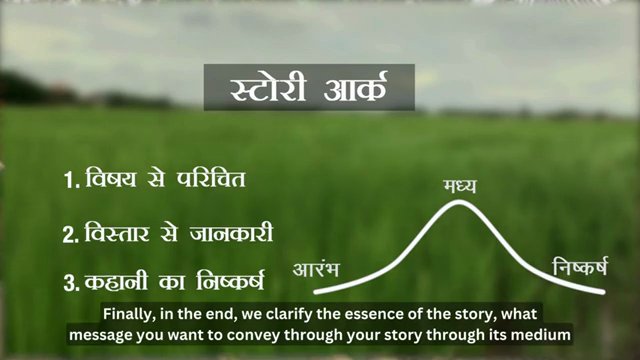 स्टोरी आर्क
1. विषय से परिचित
2. विस्तार से जानकारी
3. कहानी का निष्कर्ष
मध्य
आरंभ
निष्कर्ष
Finally, in the end, we clarify the essence of the story, what
message you want to convey through your story through its medium